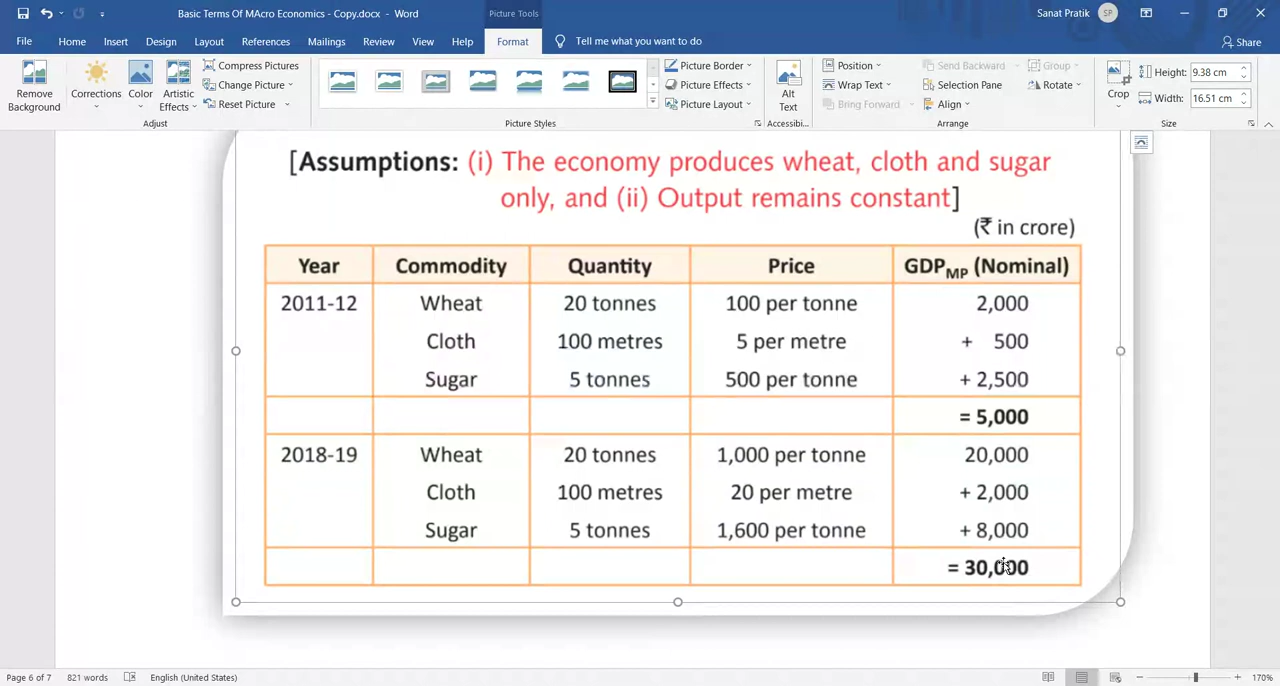 Basic Terms Of MAcro Economics - Copy.docx - Word
Picture Tools
Sanat Pratik
SP
File
Home
Insert
Design
Layout
References
Mailings
Review
View
Help
Format
Tell me what you want to do
Share
Remove Background
Corrections
Color
Artistic Effects
Compress Pictures
Change Picture
Reset Picture
Adjust
Picture Border
Picture Effects
Picture Layout
Picture Styles
Alt Text
Accessibi...
Position
Wrap Text
Bring Forward
Send Backward
Selection Pane
Align
Group
Rotate
Arrange
Crop
Height: 9.38 cm
Width: 16.51 cm
Size
[Assumptions: (i) The economy produces wheat, cloth and sugar
only, and (ii) Output remains constant]
(₹ in crore)
Year Commodity Quantity Price GDPMP (Nominal)
2011-12 Wheat 20 tonnes 100 per tonne 2,000
Cloth 100 metres 5 per metre + 500
Sugar 5 tonnes 500 per tonne + 2,500
= 5,000
2018-19 Wheat 20 tonnes 1,000 per tonne 20,000
Cloth 100 metres 20 per metre + 2,000
Sugar 5 tonnes 1,600 per tonne + 8,000
= 30,000
Page 6 of 7
821 words
English (United States)
170%